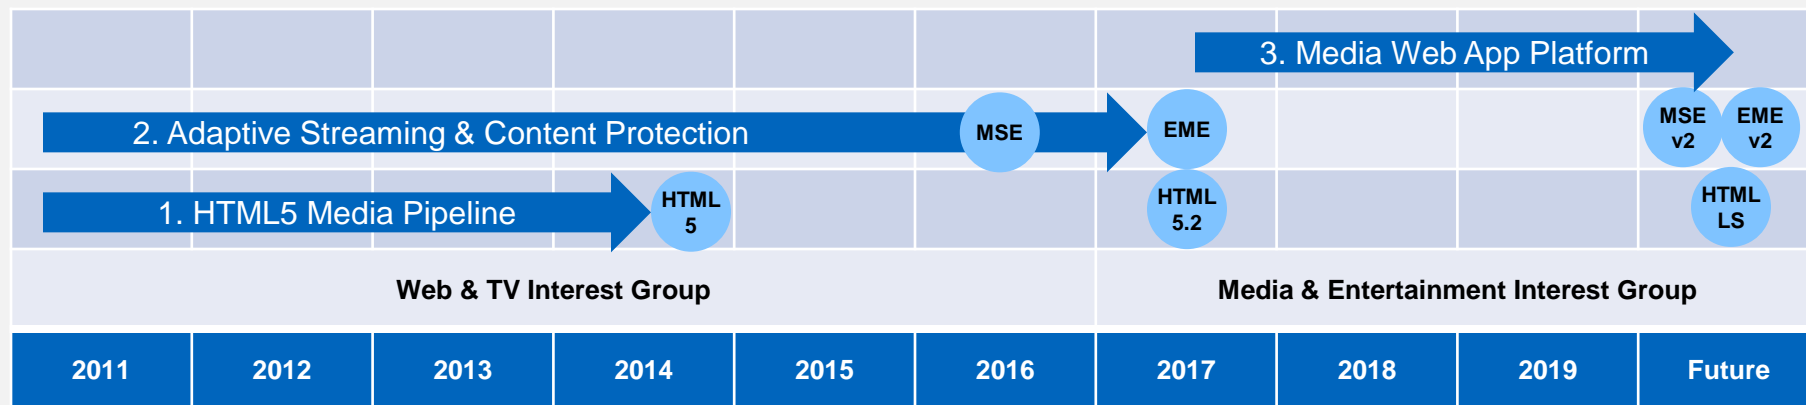 3. Media Web App Platform
2. Adaptive Streaming & Content Protection
MSE
EME
MSE
v2
EME
v2
1. HTML5 Media Pipeline
HTML
5
HTML
5.2
HTML
LS
Web & TV Interest Group
Media & Entertainment Interest Group
2011
2012
2013
2014
2015
2016
2017
2018
2019
Future